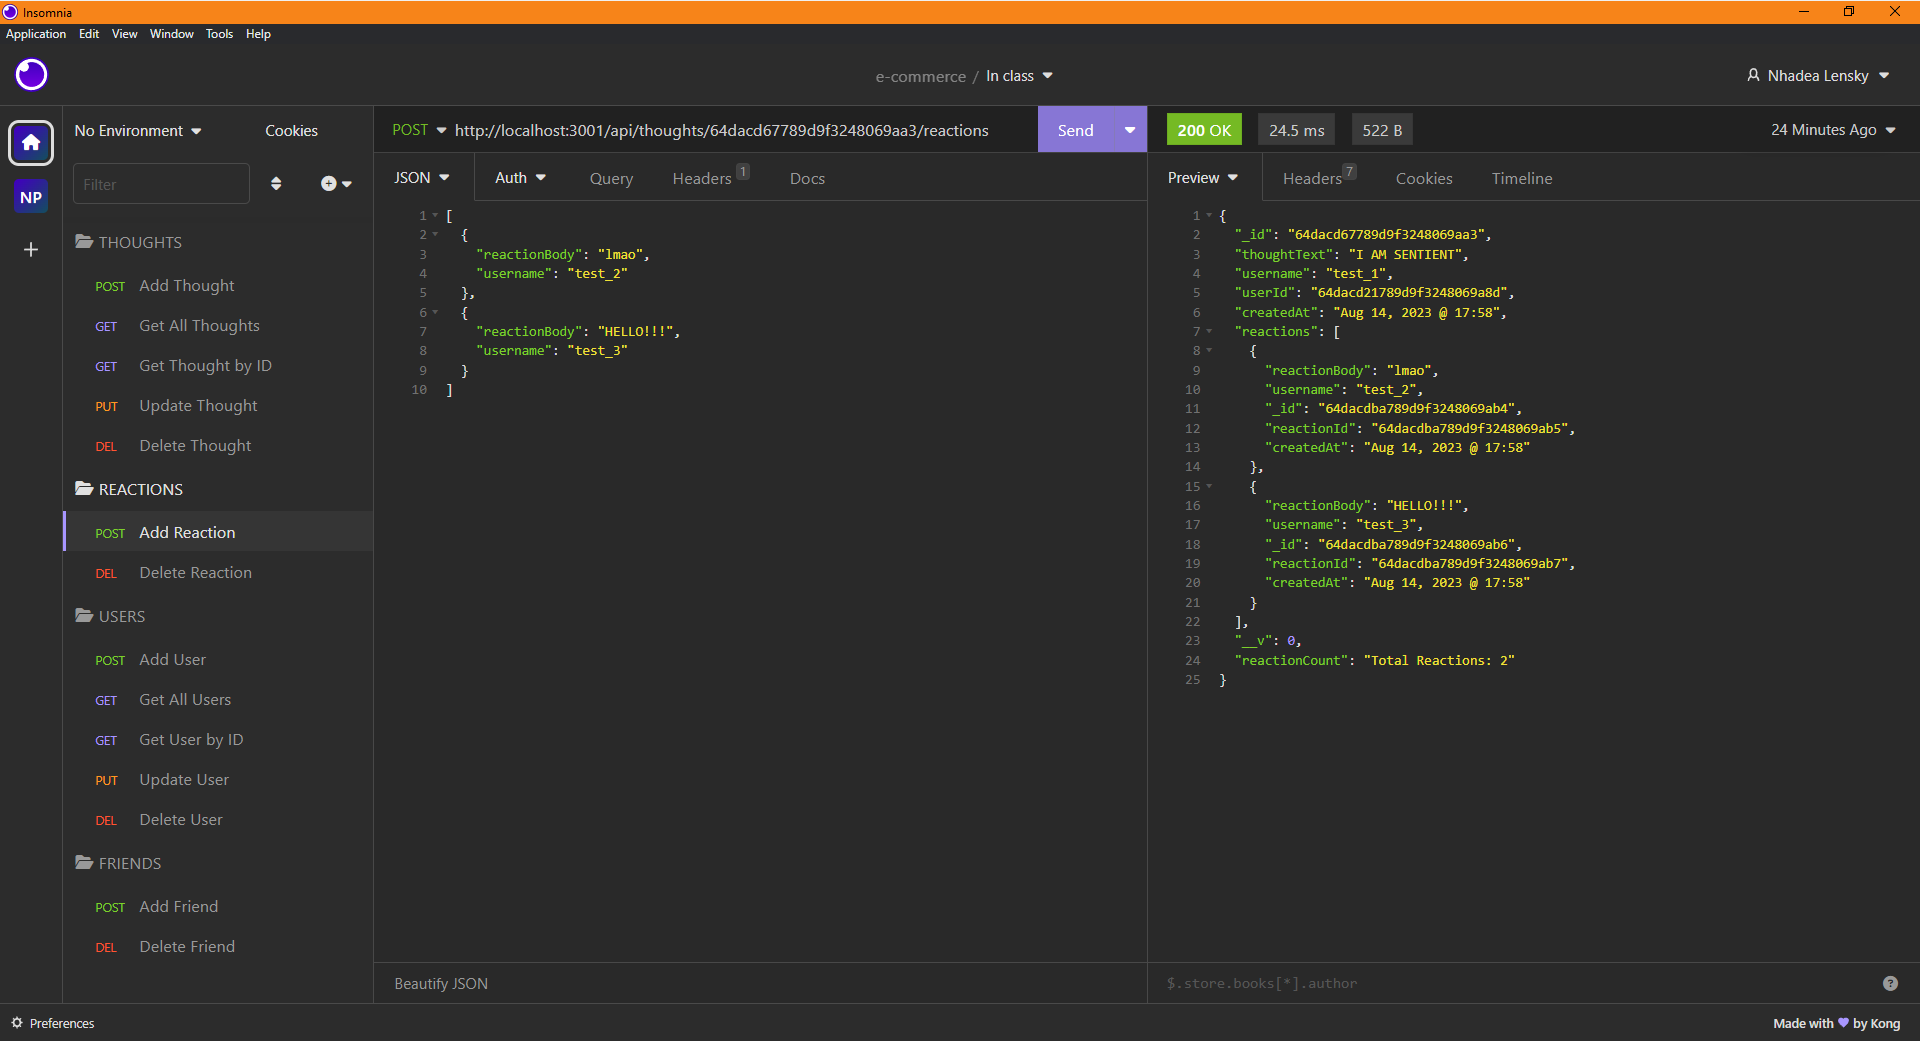 Insomnia
Application Edit View Window Tools Help
e-commerce / In class
Nhadea Lensky
No Environment
Cookies
POST http://localhost:3001/api/thoughts/64dacd67789d9f3248069aa3/reactions
Send
200 OK
24.5 ms
522 B
24 Minutes Ago
Filter
NP
THOUGHTS
POST Add Thought
GET Get All Thoughts
GET Get Thought by ID
PUT Update Thought
DEL Delete Thought
REACTIONS
POST Add Reaction
DEL Delete Reaction
USERS
POST Add User
GET Get All Users
GET Get User by ID
PUT Update User
DEL Delete User
FRIENDS
POST Add Friend
DEL Delete Friend
JSON Auth Query Headers 1 Docs
1 [
2 {
3 "reactionBody": "lmao",
4 "username": "test_2"
5 },
6 {
7 "reactionBody": "HELLO!!!",
8 "username": "test_3"
9 }
10 ]
Beautify JSON
Preview Headers 7 Cookies Timeline
1 {
2 "_id": "64dacd67789d9f3248069aa3",
3 "thoughtText": "I AM SENTIENT",
4 "username": "test_1",
5 "userId": "64dacd21789d9f3248069a8d",
6 "createdAt": "Aug 14, 2023 @ 17:58",
7 "reactions": [
8 {
9 "reactionBody": "lmao",
10 "username": "test_2",
11 "_id": "64dacdba789d9f3248069ab4",
12 "reactionId": "64dacdba789d9f3248069ab5",
13 "createdAt": "Aug 14, 2023 @ 17:58"
14 },
15 {
16 "reactionBody": "HELLO!!!",
17 "username": "test_3",
18 "_id": "64dacdba789d9f3248069ab6",
19 "reactionId": "64dacdba789d9f3248069ab7",
20 "createdAt": "Aug 14, 2023 @ 17:58"
21 }
22 ],
23 "__v": 0,
24 "reactionCount": "Total Reactions: 2"
25 }
$.store.books[*].author
Preferences
Made with 💜 by Kong